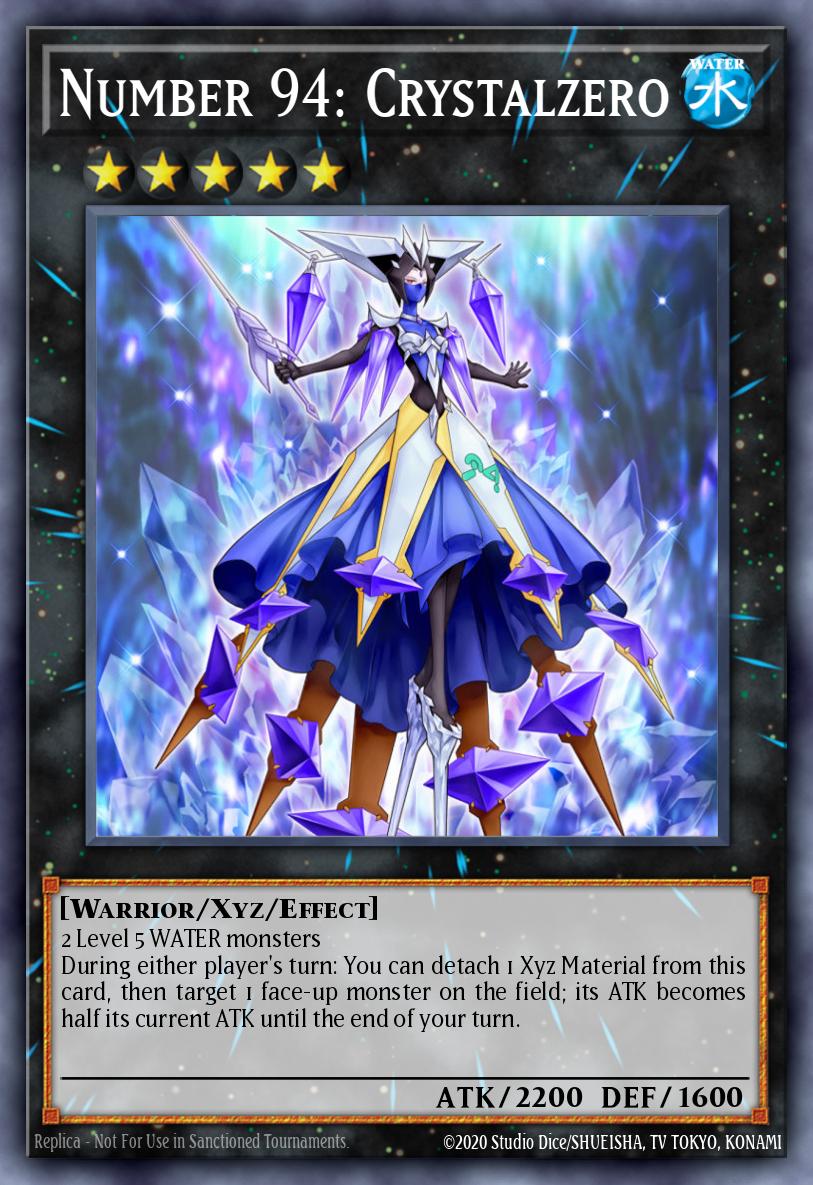 Number 94: Crystalzero
WATER
水
94
[Warrior/Xyz/Effect]
2 Level 5 WATER monsters
During either player's turn: You can detach 1 Xyz Material from this
card, then target 1 face-up monster on the field; its ATK becomes
half its current ATK until the end of your turn.
ATK/2200 DEF/1600
Replica - Not For Use in Sanctioned Tournaments.
©2020 Studio Dice/SHUEISHA, TV TOKYO, KONAMI